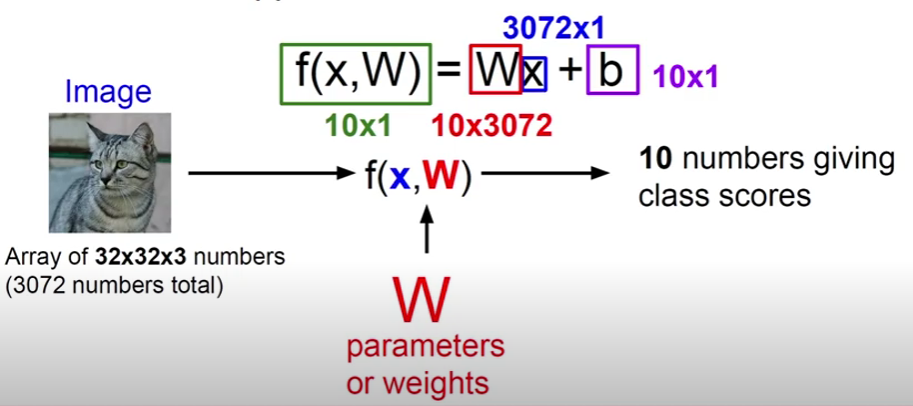 3072x1
f(x,W) = Wx + b 10x1
Image
10x1 10x3072
f(x,W)
10 numbers giving
class scores
Array of 32x32x3 numbers
(3072 numbers total)
W
parameters
or weights